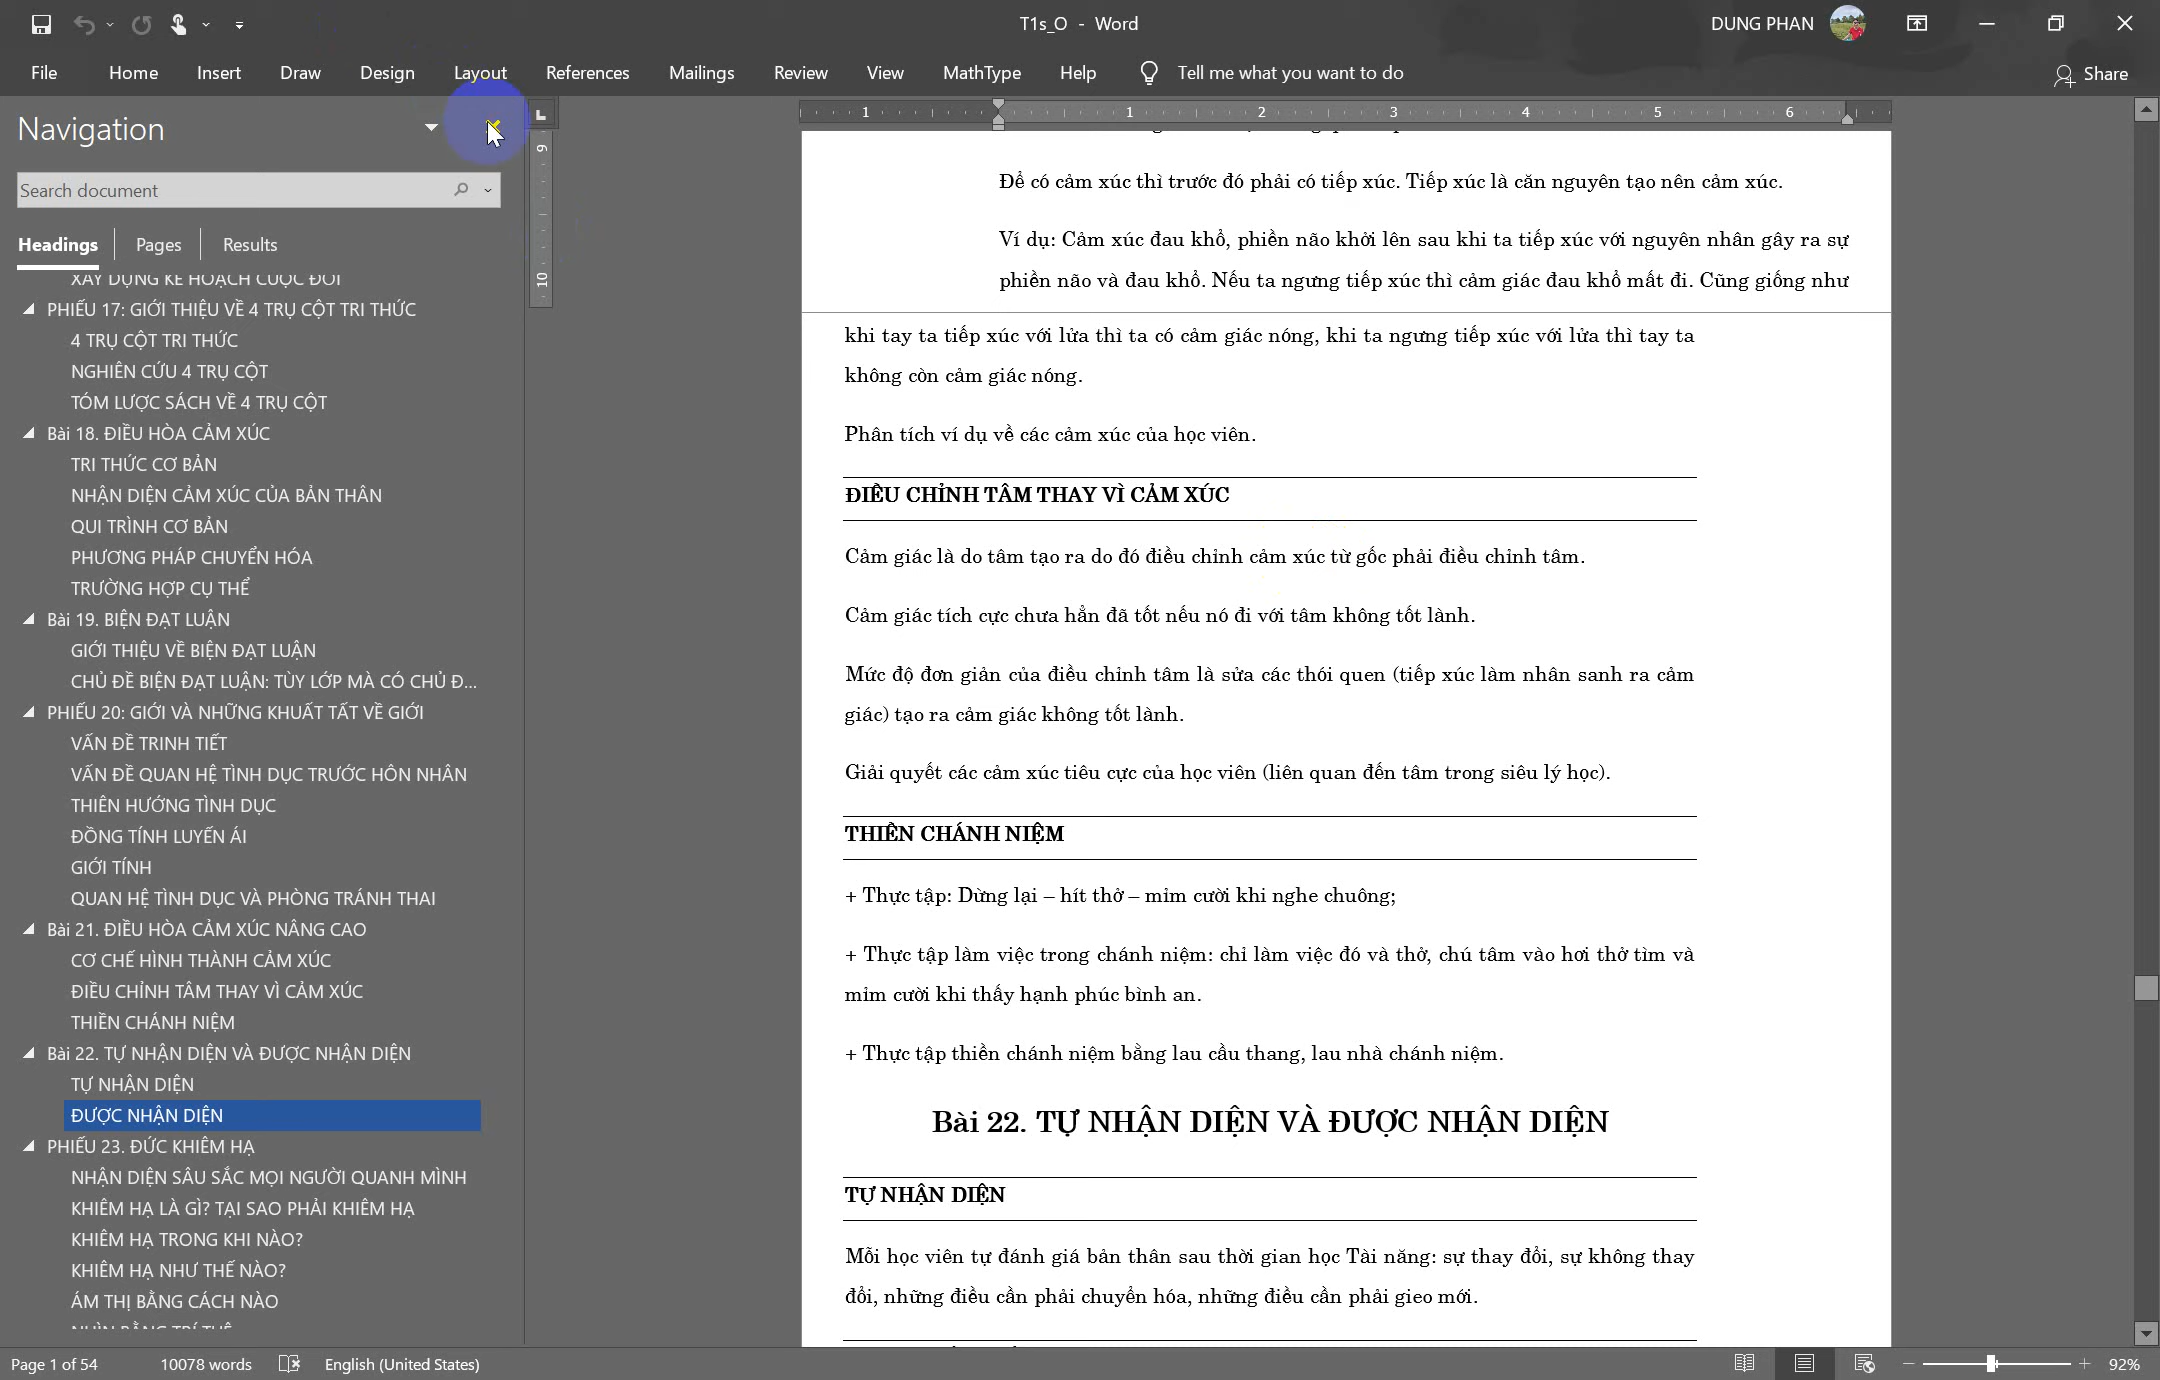 T1s_O - Word
DUNG PHAN
File Home Insert Draw Design Layout References Mailings Review View MathType Help Tell me what you want to do
Share
Navigation
Search document
Headings Pages Results
XÂY DỰNG KẾ HOẠCH CUỘC ĐỜI
PHIẾU 17: GIỚI THIỆU VỀ 4 TRỤ CỘT TRI THỨC
4 TRỤ CỘT TRI THỨC
NGHIÊN CỨU 4 TRỤ CỘT
TÓM LƯỢC SÁCH VỀ 4 TRỤ CỘT
Bài 18. ĐIỀU HÒA CẢM XÚC
TRI THỨC CƠ BẢN
NHẬN DIỆN CẢM XÚC CỦA BẢN THÂN
QUI TRÌNH CƠ BẢN
PHƯƠNG PHÁP CHUYỂN HÓA
TRƯỜNG HỢP CỤ THỂ
Bài 19. BIỆN ĐẠT LUẬN
GIỚI THIỆU VỀ BIỆN ĐẠT LUẬN
CHỦ ĐỀ BIỆN ĐẠT LUẬN: TÙY LỚP MÀ CÓ CHỦ Đ...
PHIẾU 20: GIỚI VÀ NHỮNG KHUẤT TẤT VỀ GIỚI
VẤN ĐỀ TRINH TIẾT
VẤN ĐỀ QUAN HỆ TÌNH DỤC TRƯỚC HÔN NHÂN
THIÊN HƯỚNG TÌNH DỤC
ĐỒNG TÍNH LUYẾN ÁI
GIỚI TÍNH
QUAN HỆ TÌNH DỤC VÀ PHÒNG TRÁNH THAI
Bài 21. ĐIỀU HÒA CẢM XÚC NÂNG CAO
CƠ CHẾ HÌNH THÀNH CẢM XÚC
ĐIỀU CHỈNH TÂM THAY VÌ CẢM XÚC
THIỀN CHÁNH NIỆM
Bài 22. TỰ NHẬN DIỆN VÀ ĐƯỢC NHẬN DIỆN
TỰ NHẬN DIỆN
ĐƯỢC NHẬN DIỆN
PHIẾU 23. ĐỨC KHIÊM HẠ
NHẬN DIỆN SÂU SẮC MỌI NGƯỜI QUANH MÌNH
KHIÊM HẠ LÀ GÌ? TẠI SAO PHẢI KHIÊM HẠ
KHIÊM HẠ TRONG KHI NÀO?
KHIÊM HẠ NHƯ THẾ NÀO?
ÁM THỊ BẰNG CÁCH NÀO
9
10
1 1 2 3 4 5 6
Để có cảm xúc thì trước đó phải có tiếp xúc. Tiếp xúc là căn nguyên tạo nên cảm xúc.
Ví dụ: Cảm xúc đau khổ, phiền não khởi lên sau khi ta tiếp xúc với nguyên nhân gây ra sự
phiền não và đau khổ. Nếu ta ngưng tiếp xúc thì cảm giác đau khổ mất đi. Cũng giống như
khi tay ta tiếp xúc với lửa thì ta có cảm giác nóng, khi ta ngưng tiếp xúc với lửa thì tay ta
không còn cảm giác nóng.
Phân tích ví dụ về các cảm xúc của học viên.
ĐIỀU CHỈNH TÂM THAY VÌ CẢM XÚC
Cảm giác là do tâm tạo ra do đó điều chỉnh cảm xúc từ gốc phải điều chỉnh tâm.
Cảm giác tích cực chưa hẳn đã tốt nếu nó đi với tâm không tốt lành.
Mức độ đơn giản của điều chỉnh tâm là sửa các thói quen (tiếp xúc làm nhân sanh ra cảm
giác) tạo ra cảm giác không tốt lành.
Giải quyết các cảm xúc tiêu cực của học viên (liên quan đến tâm trong siêu lý học).
THIỀN CHÁNH NIỆM
+ Thực tập: Dừng lại – hít thở – mỉm cười khi nghe chuông;
+ Thực tập làm việc trong chánh niệm: chỉ làm việc đó và thở, chú tâm vào hơi thở tìm và
mỉm cười khi thấy hạnh phúc bình an.
+ Thực tập thiền chánh niệm bằng lau cầu thang, lau nhà chánh niệm.
Bài 22. TỰ NHẬN DIỆN VÀ ĐƯỢC NHẬN DIỆN
TỰ NHẬN DIỆN
Mỗi học viên tự đánh giá bản thân sau thời gian học Tài năng: sự thay đổi, sự không thay
đổi, những điều cần phải chuyển hóa, những điều cần phải gieo mới.
Page 1 of 54 10078 words English (United States)
92%